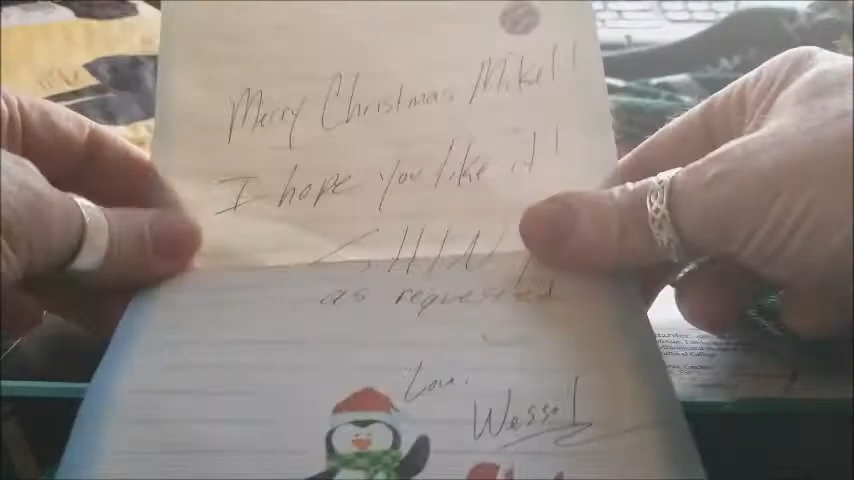 Merry Christmas Mike!!
I hope you like it!
as requested
Love,
Wessel